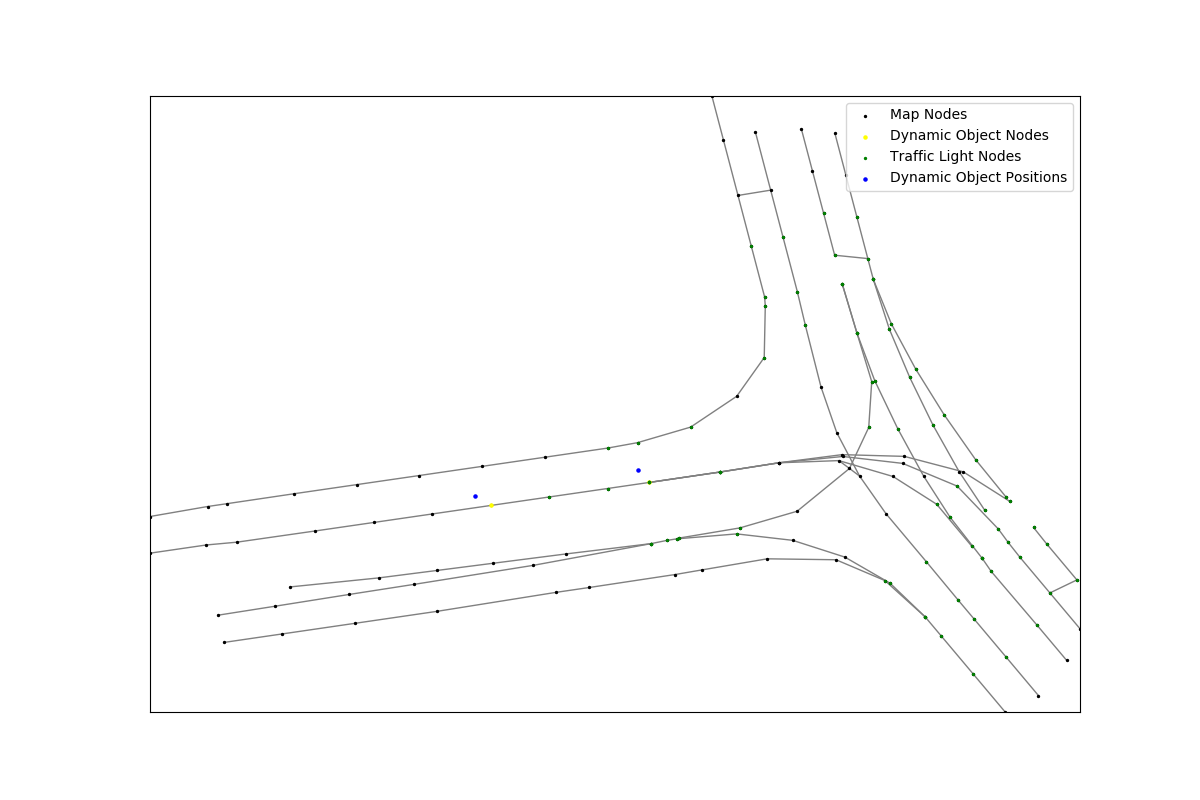 Map Nodes
Dynamic Object Nodes
Traffic Light Nodes
Dynamic Object Positions